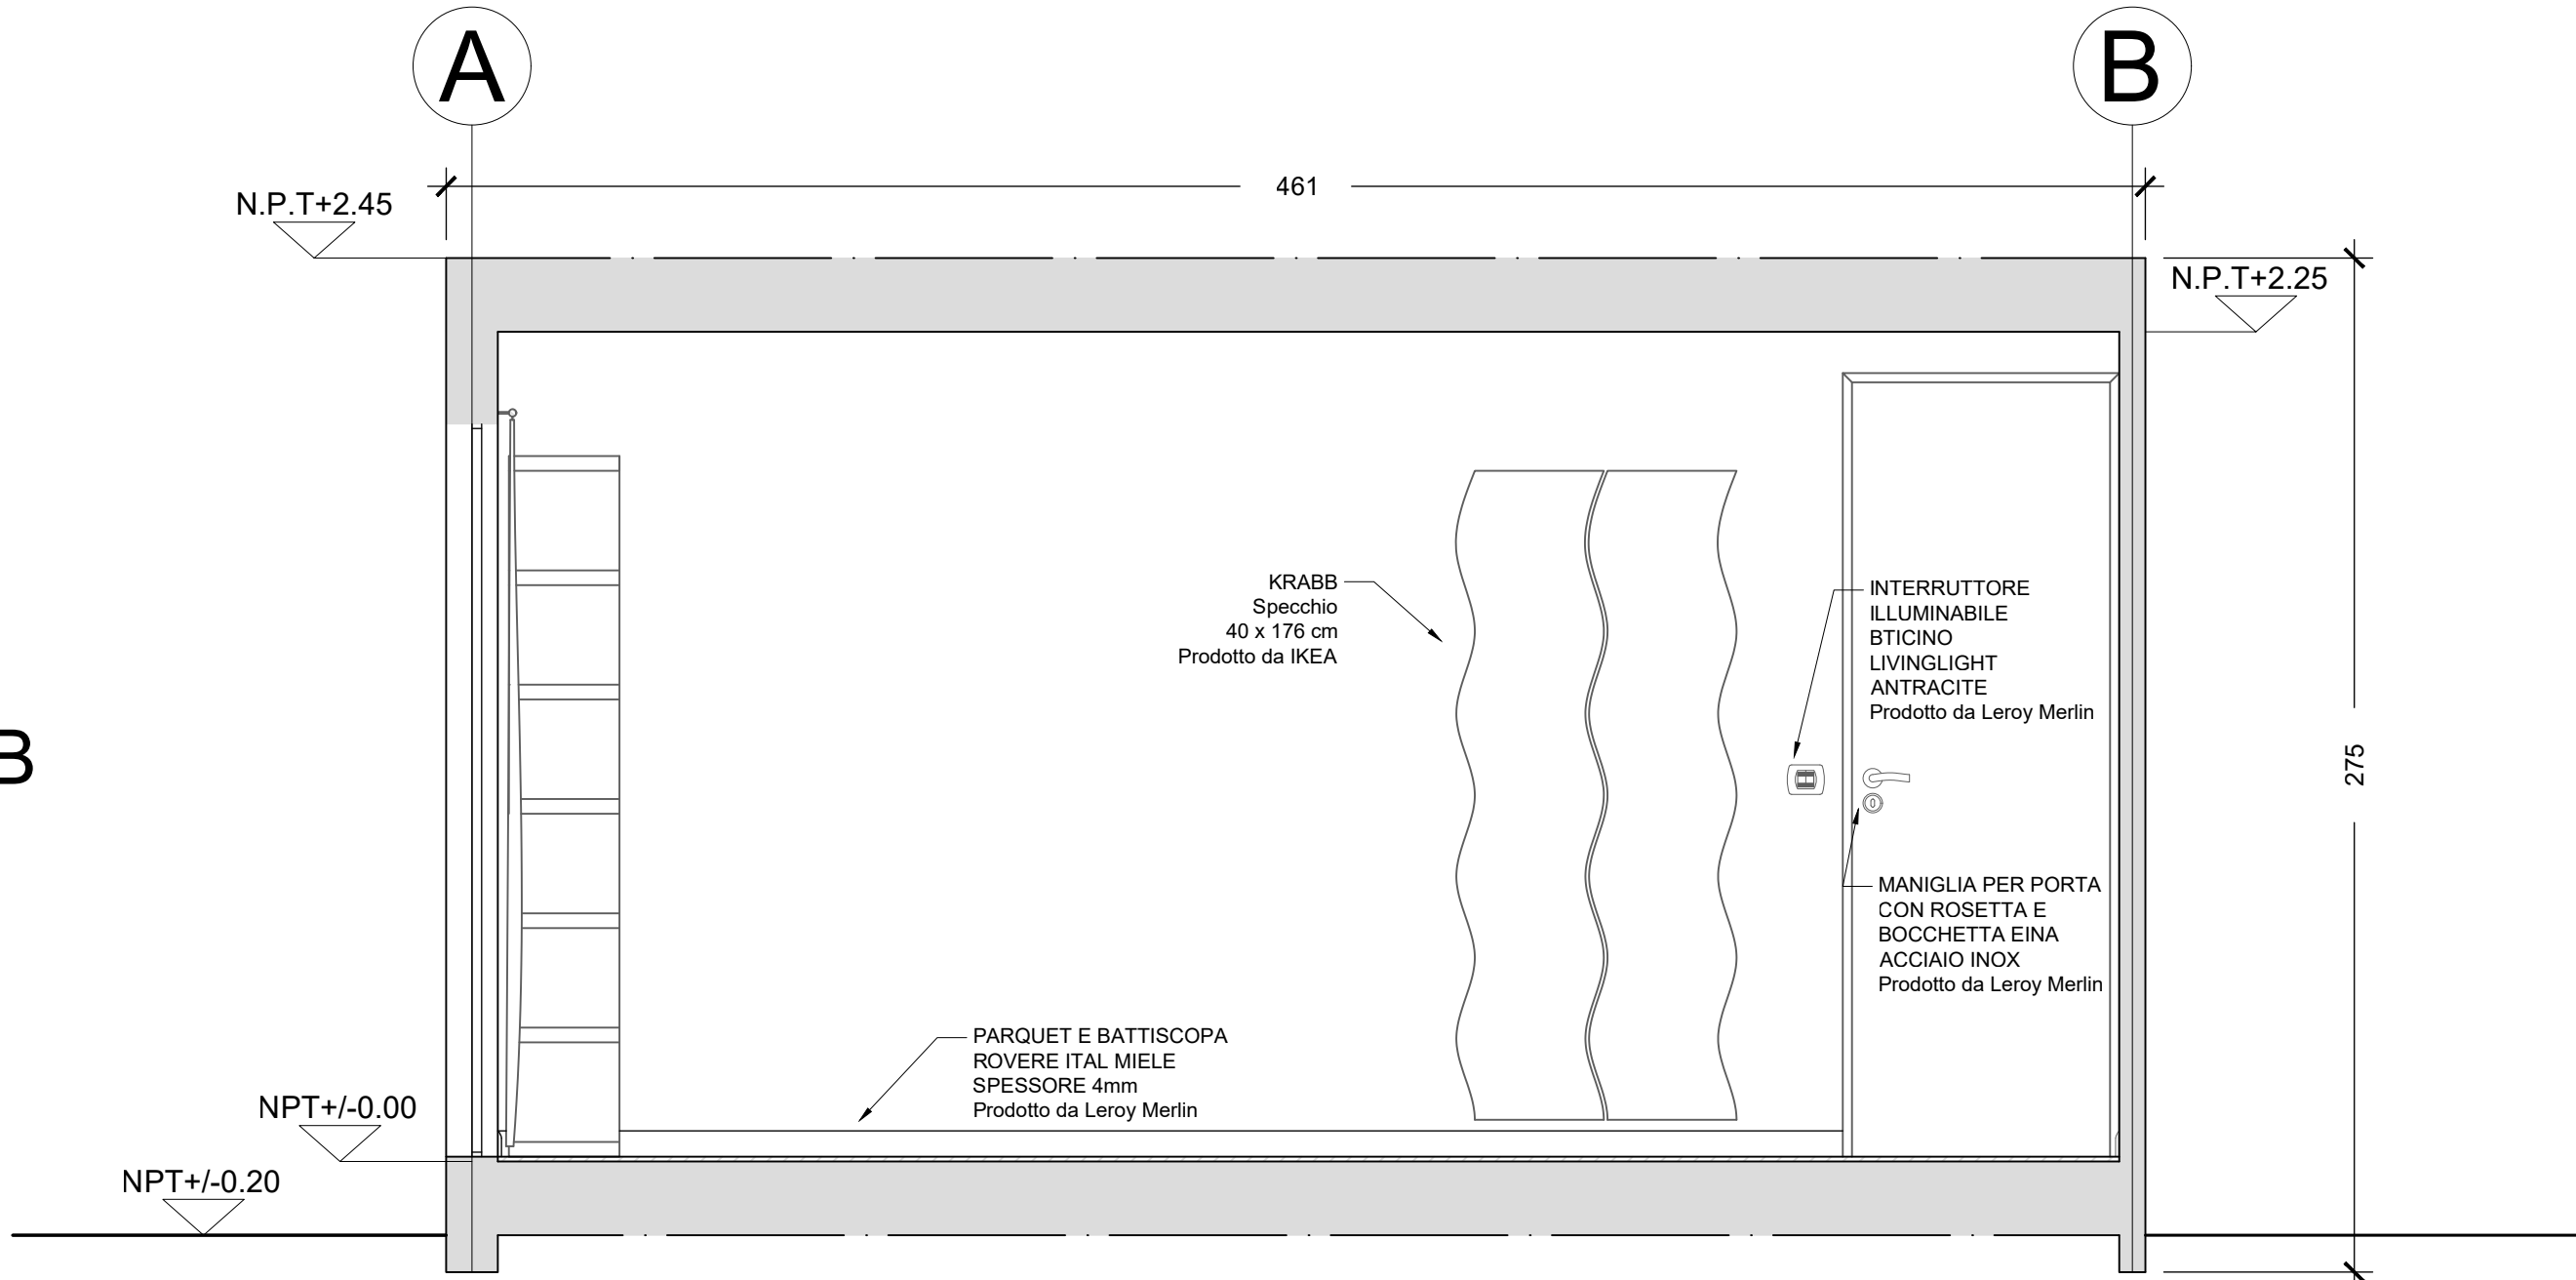 A
B
461
N.P.T+2.45
N.P.T+2.25
KRABB
Specchio
40 x 176 cm
Prodotto da IKEA
INTERRUTTORE
ILLUMINABILE
BTICINO
LIVINGLIGHT
ANTRACITE
Prodotto da Leroy Merlin
B
275
MANIGLIA PER PORTA
CON ROSETTA E
BOCCHETTA EINA
ACCIAIO INOX
Prodotto da Leroy Merlin
PARQUET E BATTISCOPA
ROVERE ITAL MIELE
SPESSORE 4mm
Prodotto da Leroy Merlin
NPT+/-0.00
NPT+/-0.20